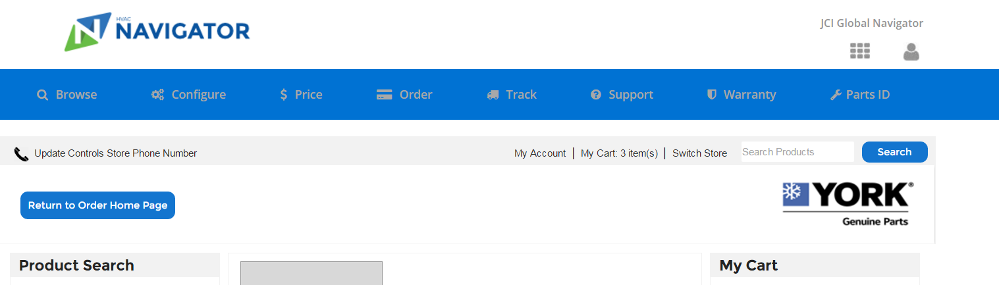 HVAC
NAVIGATOR
JCI Global Navigator
Browse Configure $ Price Order Track Support Warranty Parts ID
Update Controls Store Phone Number My Account | My Cart: 3 item(s) | Switch Store Search Products Search
Return to Order Home Page
YORK®
Genuine Parts
Product Search My Cart